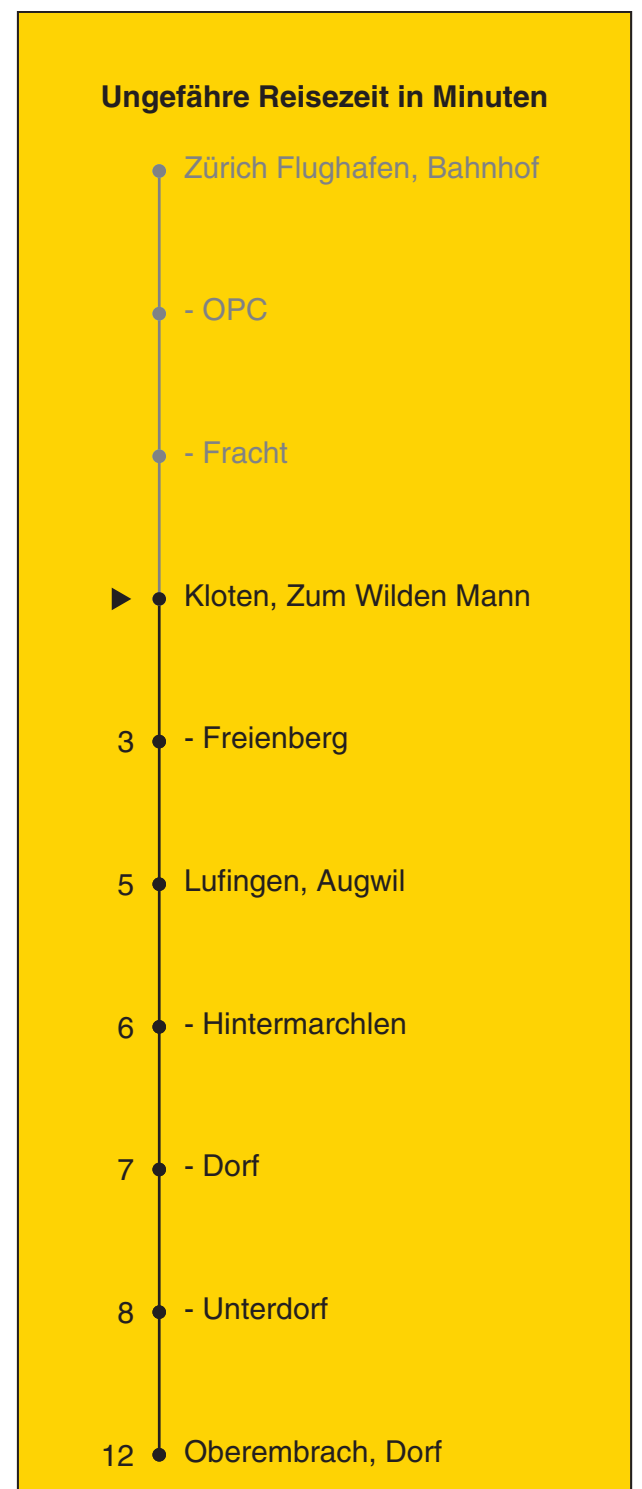 Ungefähre Reisezeit in Minuten
Zürich Flughafen, Bahnhof
- OPC
- Fracht
Kloten, Zum Wilden Mann
3 - Freienberg
5 Lufingen, Augwil
6 - Hintermarchlen
7 - Dorf
8 - Unterdorf
12 Oberembrach, Dorf